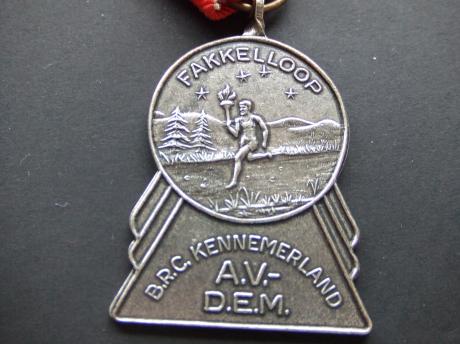 FAKKELLOOP
B.R.C. KENNEMERLAND
A.V.-
D.E.M.